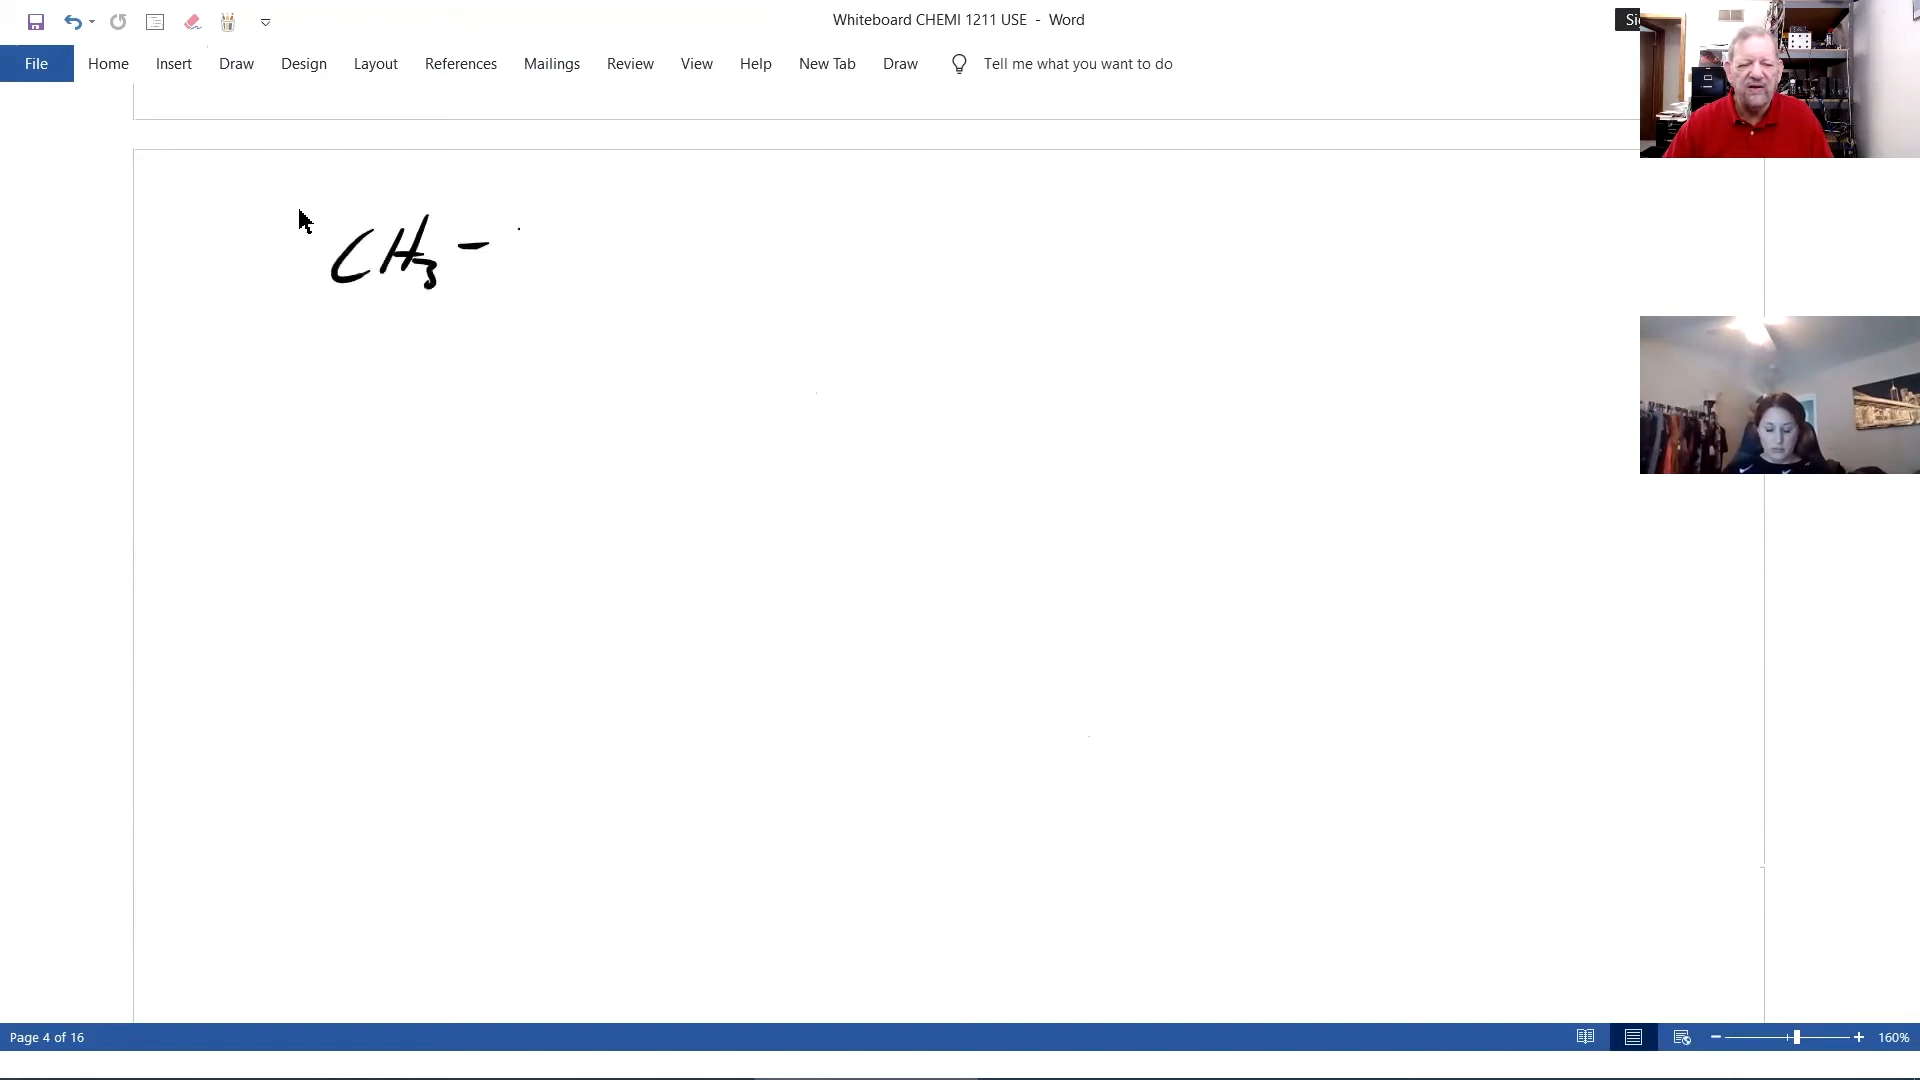 Whiteboard CHEMI 1211 USE - Word
File Home Insert Draw Design Layout References Mailings Review View Help New Tab Draw Tell me what you want to do
CH₃ -
Page 4 of 16
160%